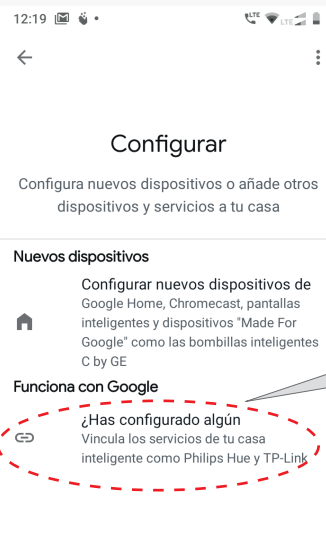 12:19
LTE
LTE
Configurar
Configura nuevos dispositivos o añade otros
dispositivos y servicios a tu casa
Nuevos dispositivos
Configurar nuevos dispositivos de
Google Home, Chromecast, pantallas
inteligentes y dispositivos "Made For
Google" como las bombillas inteligentes
C by GE
Funciona con Google
¿Has configurado algún
Vincula los servicios de tu casa
inteligente como Philips Hue y TP-Link